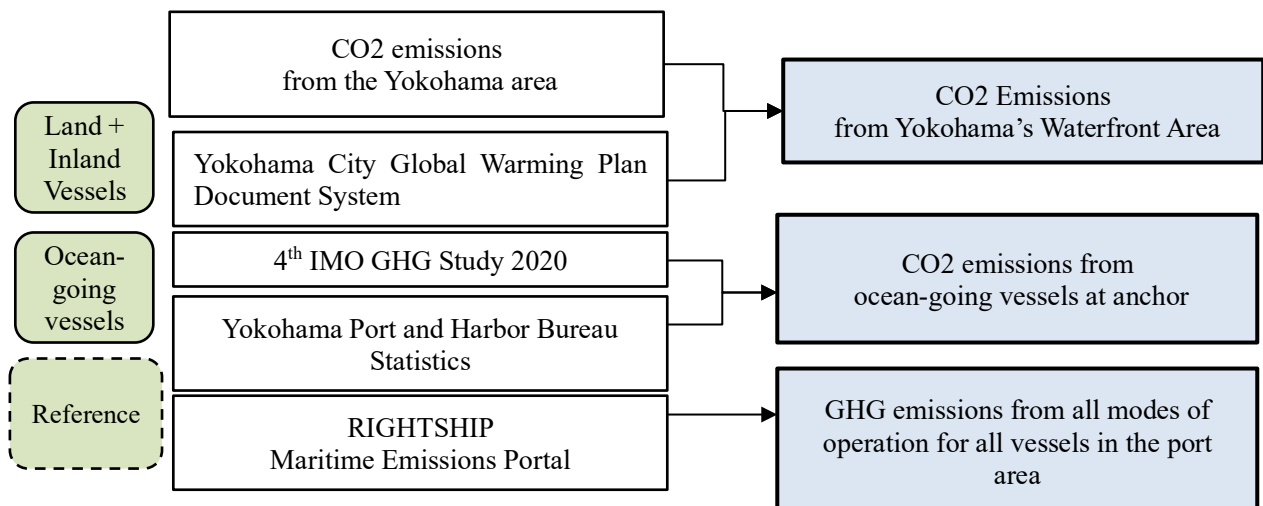 CO2 emissions
from the Yokohama area
Land +
Inland
Vessels
Yokohama City Global Warming Plan
Document System
CO2 Emissions
from Yokohama’s Waterfront Area
Ocean-
going
vessels
4th IMO GHG Study 2020
Yokohama Port and Harbor Bureau
Statistics
CO2 emissions from
ocean-going vessels at anchor
Reference
RIGHTSHIP
Maritime Emissions Portal
GHG emissions from all modes of
operation for all vessels in the port
area